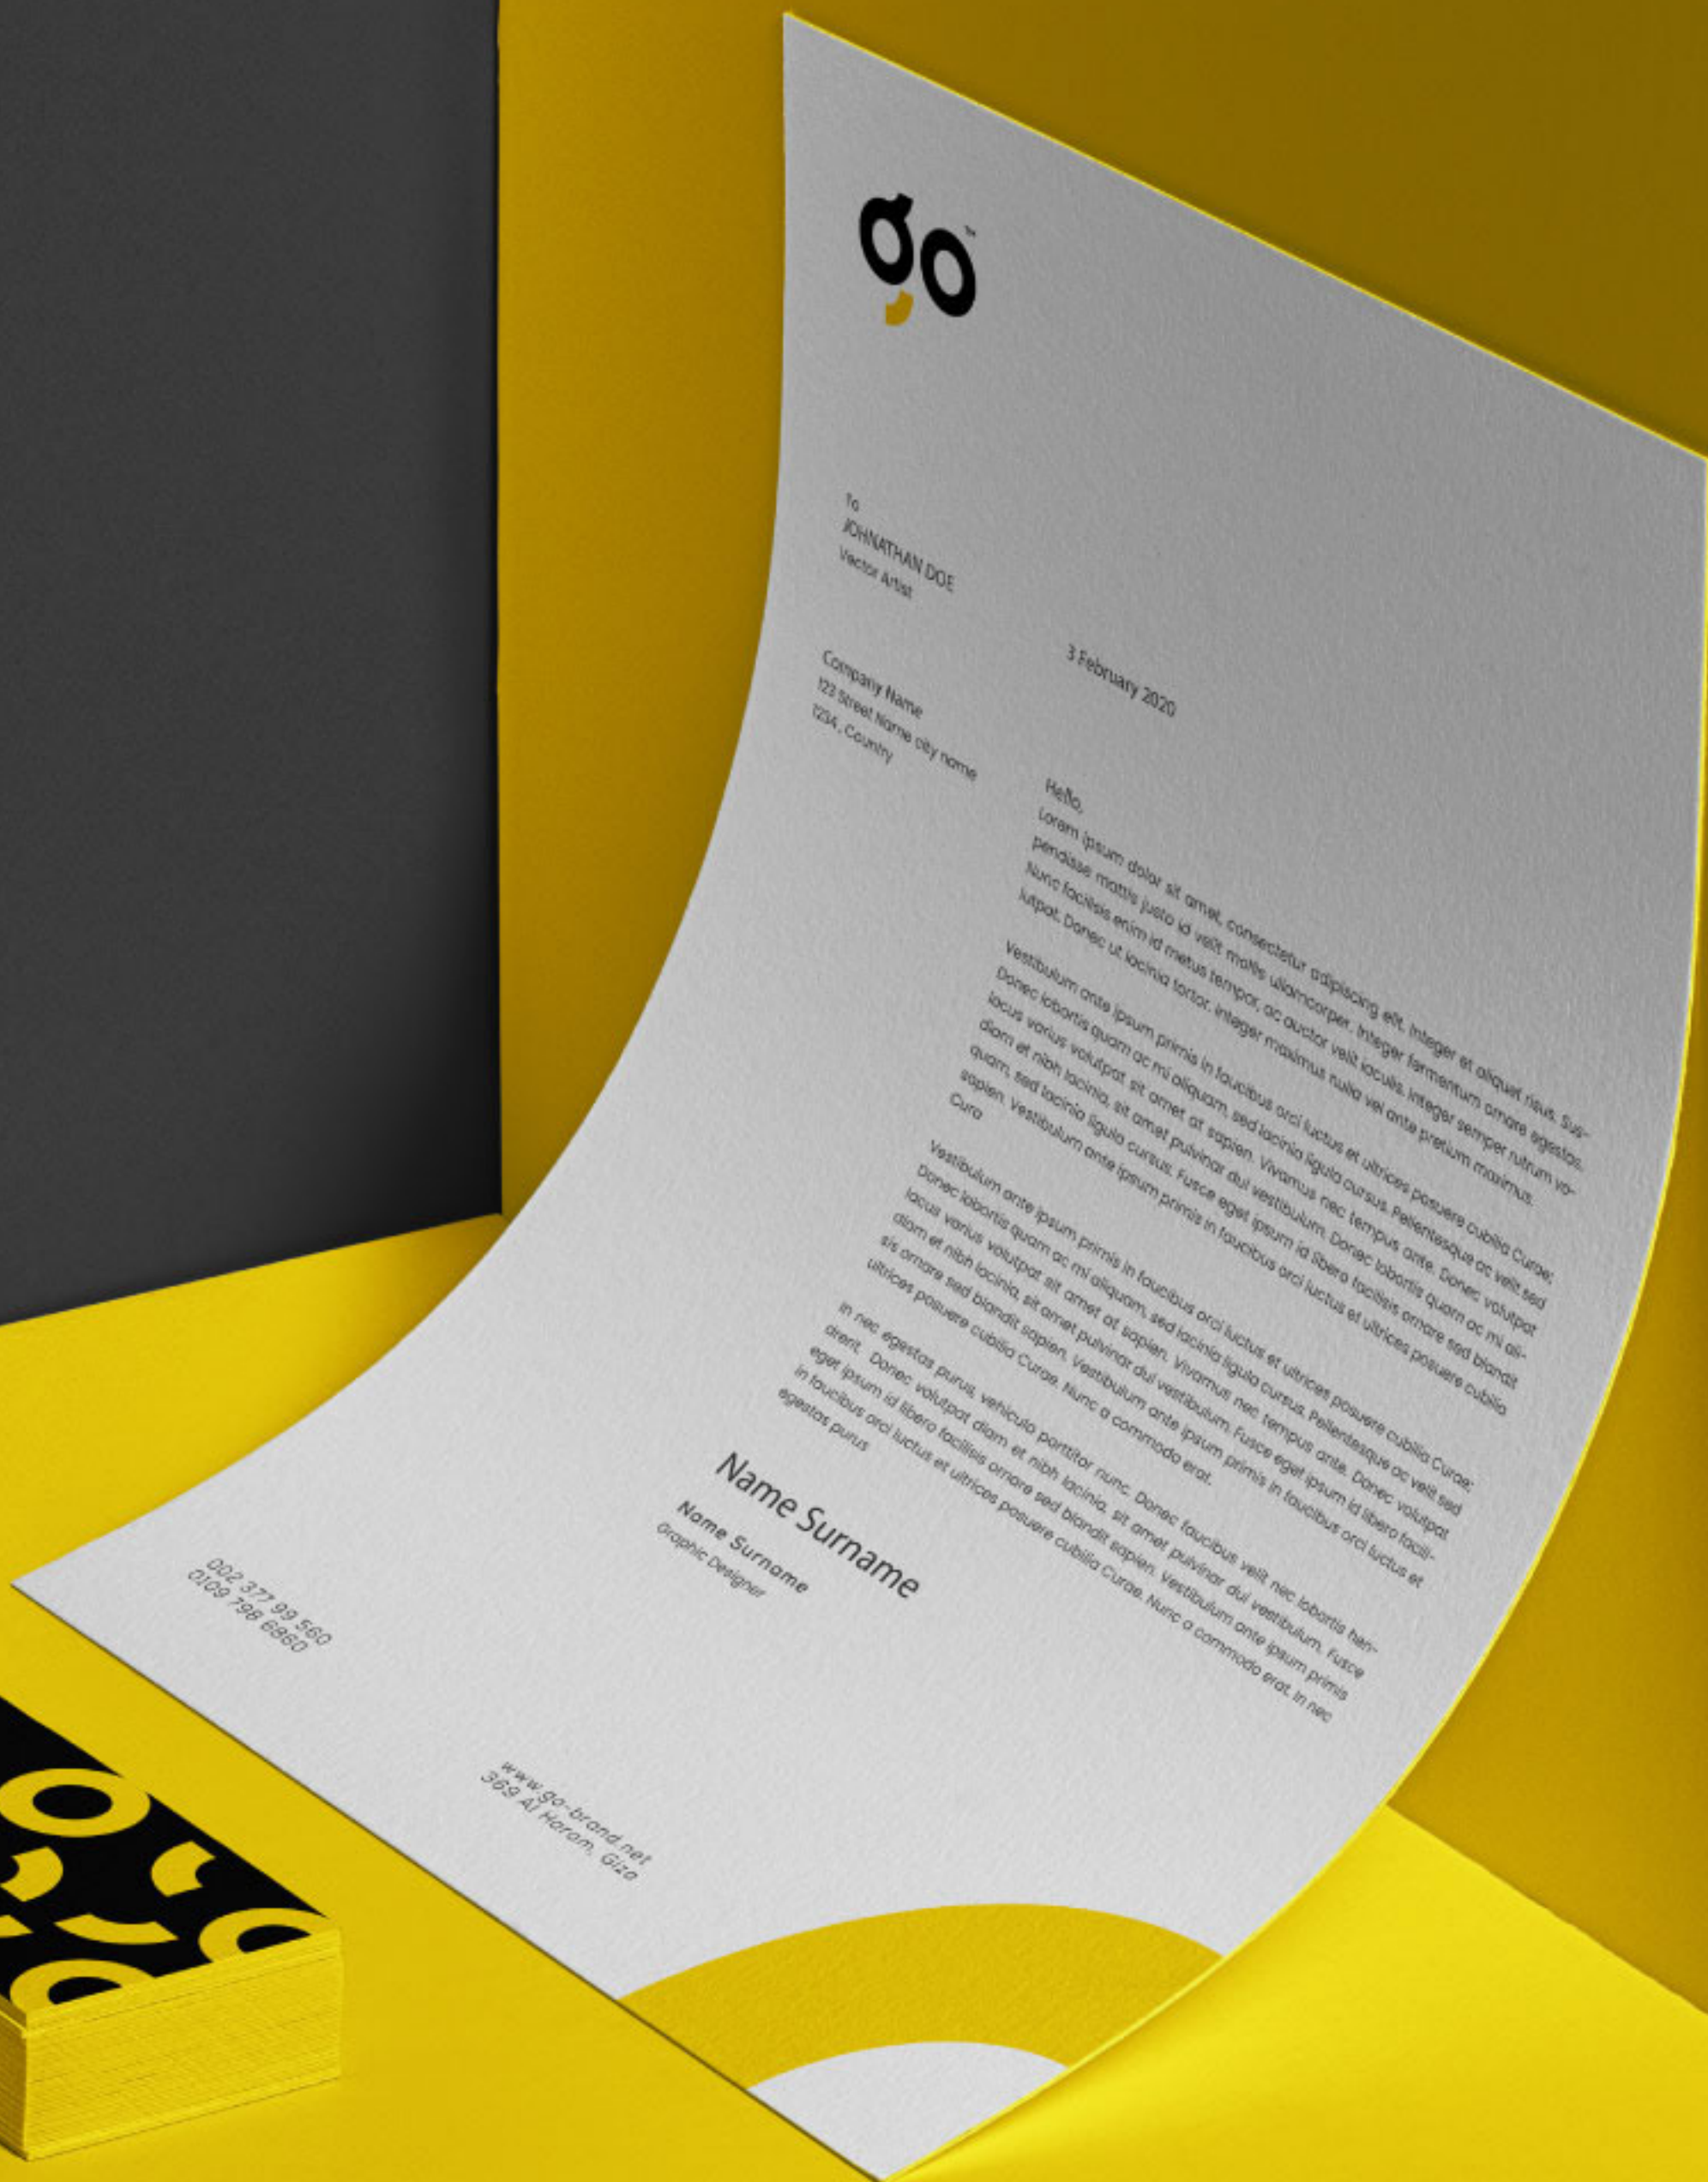 go™
To
JOHNATHAN DOE
Vector Artist
Company Name
123 Street Name city name
1234 , Country
3 February 2020
Hello,
Lorem ipsum dolor sit amet, consectetur adipiscing elit. Integer et aliquet risus. Sus-
pendisse mattis justo id velit mollis ullamcorper. Integer fermentum ornare egestas.
Nunc facilisis enim id metus tempor, ac auctor velit iaculis. Integer semper rutrum vo-
lutpat. Donec ut lacinia tortor. Integer maximus nulla vel ante pretium maximus.
Vestibulum ante ipsum primis in faucibus orci luctus et ultrices posuere cubilia Curae;
Donec lobortis quam ac mi aliquam, sed lacinia ligula cursus. Pellentesque ac velit sed
lacus varius volutpat sit amet at sapien. Vivamus nec tempus ante. Donec volutpat
diam et nibh lacinia, sit amet pulvinar dui vestibulum. Donec lobortis quam ac mi ali-
quam, sed lacinia ligula cursus. Fusce eget ipsum id libero facilisis ornare sed blandit
sapien. Vestibulum ante ipsum primis in faucibus orci luctus et ultrices posuere cubilia
Cura
Vestibulum ante ipsum primis in faucibus orci luctus et ultrices posuere cubilia Curae;
Donec lobortis quam ac mi aliquam, sed lacinia ligula cursus. Pellentesque ac velit sed
lacus varius volutpat sit amet at sapien. Vivamus nec tempus ante. Donec volutpat
diam et nibh lacinia, sit amet pulvinar dui vestibulum. Fusce eget ipsum id libero facili-
sis ornare sed blandit sapien. Vestibulum ante ipsum primis in faucibus orci luctus et
ultrices posuere cubilia Curae. Nunc a commodo erat.
In nec egestas purus, vehicula porttitor nunc. Donec faucibus velit nec lobortis hen-
drerit. Donec volutpat diam et nibh lacinia, sit amet pulvinar dui vestibulum. Fusce
eget ipsum id libero facilisis ornare sed blandit sapien. Vestibulum ante ipsum primis
in faucibus orci luctus et ultrices posuere cubilia Curae. Nunc a commodo erat. In nec
egestas purus
Name Surname
Name Surname
Graphic Designer
002 377 99 560
0109 798 6860
www.go-brand.net
369 Al Haram, Giza